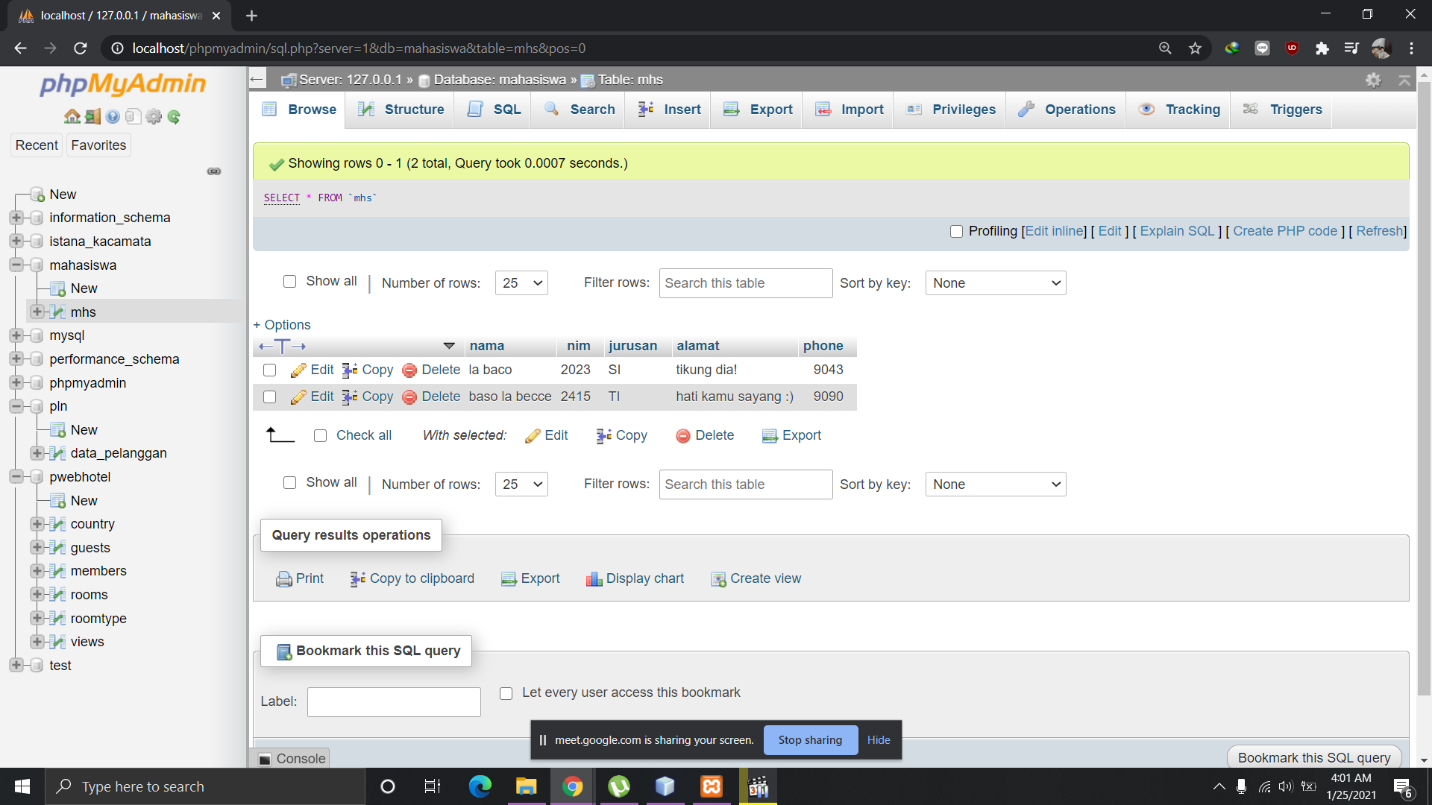 localhost / 127.0.0.1 / mahasiswa
localhost/phpmyadmin/sql.php?server=1&db=mahasiswa&table=mhs&pos=0
phpMyAdmin
Recent Favorites
New
information_schema
istana_kacamata
mahasiswa
New
mhs
mysql
performance_schema
phpmyadmin
pln
New
data_pelanggan
pwebhotel
New
country
guests
members
rooms
roomtype
views
test
Server: 127.0.0.1 » Database: mahasiswa » Table: mhs
Browse Structure SQL Search Insert Export Import Privileges Operations Tracking Triggers
Showing rows 0 - 1 (2 total, Query took 0.0007 seconds.)
SELECT * FROM `mhs`
Profiling [Edit inline] [ Edit ] [ Explain SQL ] [ Create PHP code ] [ Refresh]
Show all | Number of rows: 25 Filter rows: Search this table Sort by key: None
+ Options
←T→ nama nim jurusan alamat phone
Edit Copy Delete la baco 2023 SI tikung dia! 9043
Edit Copy Delete baso la becce 2415 TI hati kamu sayang :) 9090
Check all With selected: Edit Copy Delete Export
Show all | Number of rows: 25 Filter rows: Search this table Sort by key: None
Query results operations
Print Copy to clipboard Export Display chart Create view
Bookmark this SQL query
Label: Let every user access this bookmark
meet.google.com is sharing your screen. Stop sharing Hide
Console
Bookmark this SQL query
Type here to search
4:01 AM
1/25/2021
6